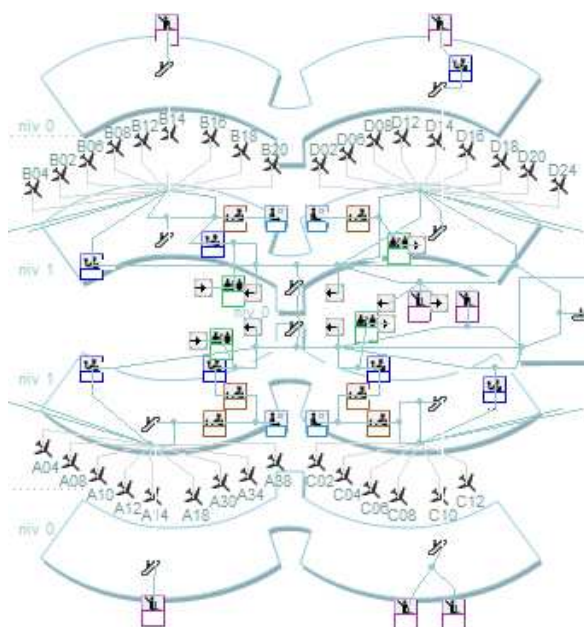 niv 0
B04
B02
B06
B08
B12
B14
B16
B18
B20
D02
D06
D08
D12
D14
D16
D18
D20
D24
niv 1
niv 0
niv 1
A04
A08
A10
A12
A14
A18
A30
A34
A38
C02
C04
C06
C08
C10
C12
niv 0